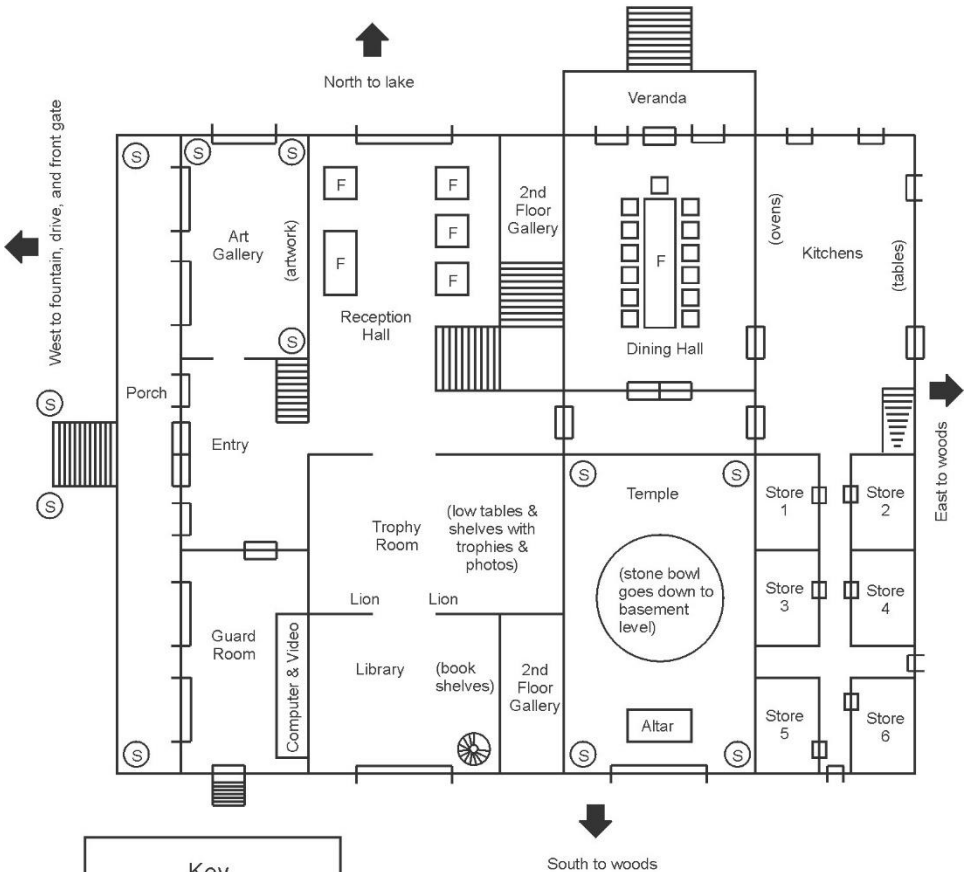 North to lake
West to fountain, drive, and front gate
Veranda
S
S
S
Art
Gallery
(artwork)
S
F
F
F
F
F
Reception
Hall
2nd
Floor
Gallery
F
Dining Hall
(ovens)
Kitchens
(tables)
Porch
S
S
Entry
East to woods
Trophy
Room
(low tables &
shelves with
trophies &
photos)
Lion
Lion
S
S
Temple
(stone bowl
goes down to
basement
level)
Altar
S
S
Store
1
Store
2
Store
3
Store
4
Store
5
Store
6
Guard
Room
Computer & Video
Library
(book
shelves)
2nd
Floor
Gallery
S
South to woods
Key